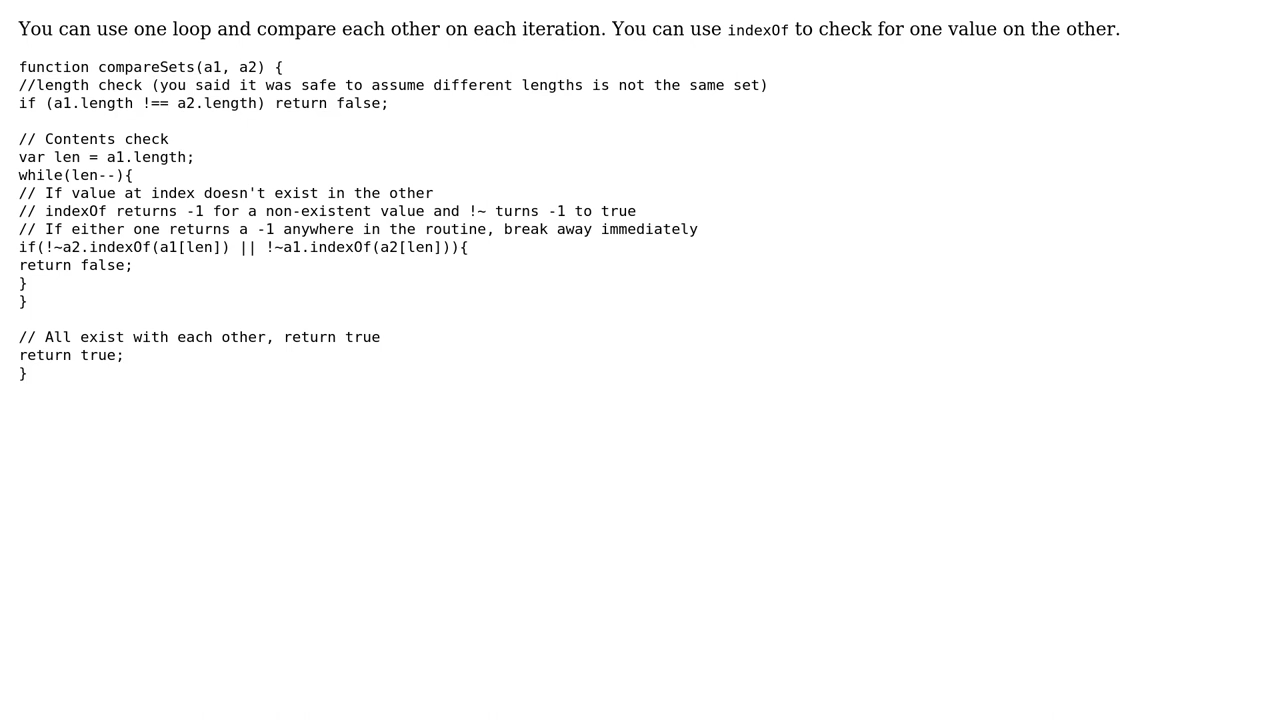 You can use one loop and compare each other on each iteration. You can use indexOf to check for one value on the other.
function compareSets(a1, a2) {
//length check (you said it was safe to assume different lengths is not the same set)
if (a1.length !== a2.length) return false;
// Contents check
var len = a1.length;
while(len--){
// If value at index doesn't exist in the other
// indexOf returns -1 for a non-existent value and !~ turns -1 to true
// If either one returns a -1 anywhere in the routine, break away immediately
if(!~a2.indexOf(a1[len]) || !~a1.indexOf(a2[len])){
return false;
}
}
// All exist with each other, return true
return true;
}